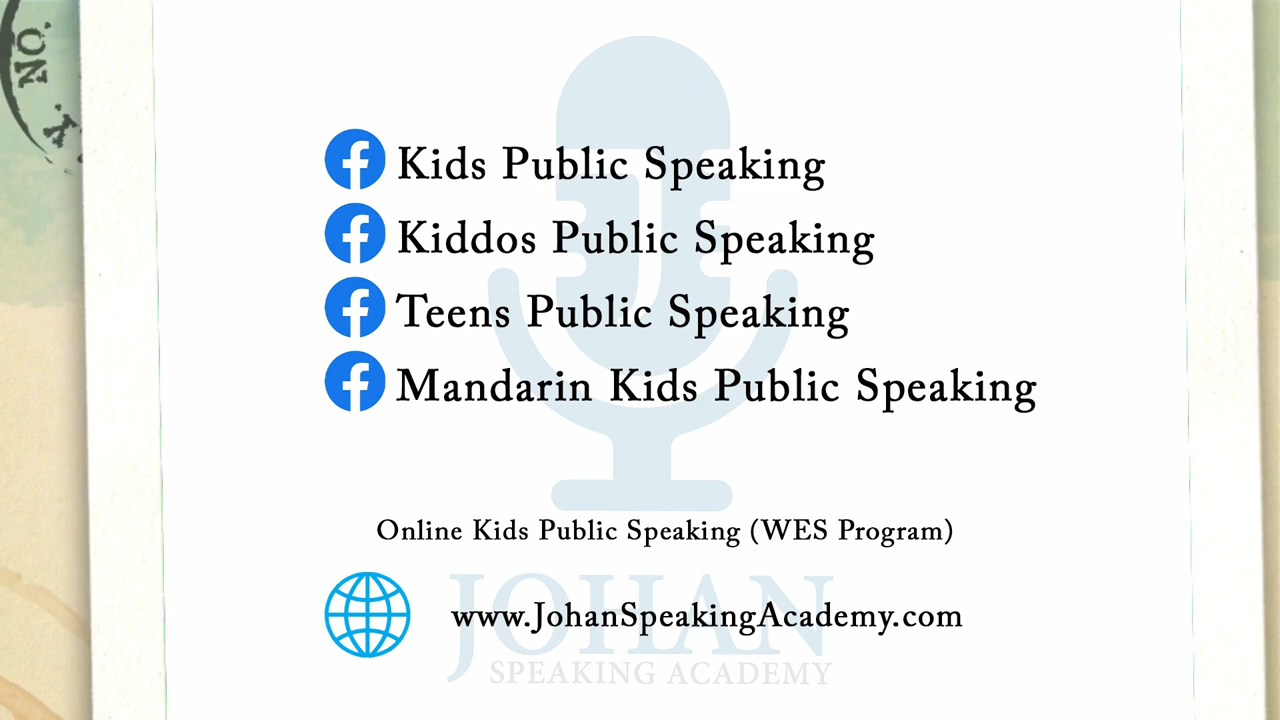 Kids Public Speaking
Kiddos Public Speaking
Teens Public Speaking
Mandarin Kids Public Speaking
Online Kids Public Speaking (WES Program)
www.JohanSpeakingAcademy.com
JOHAN
SPEAKING ACADEMY